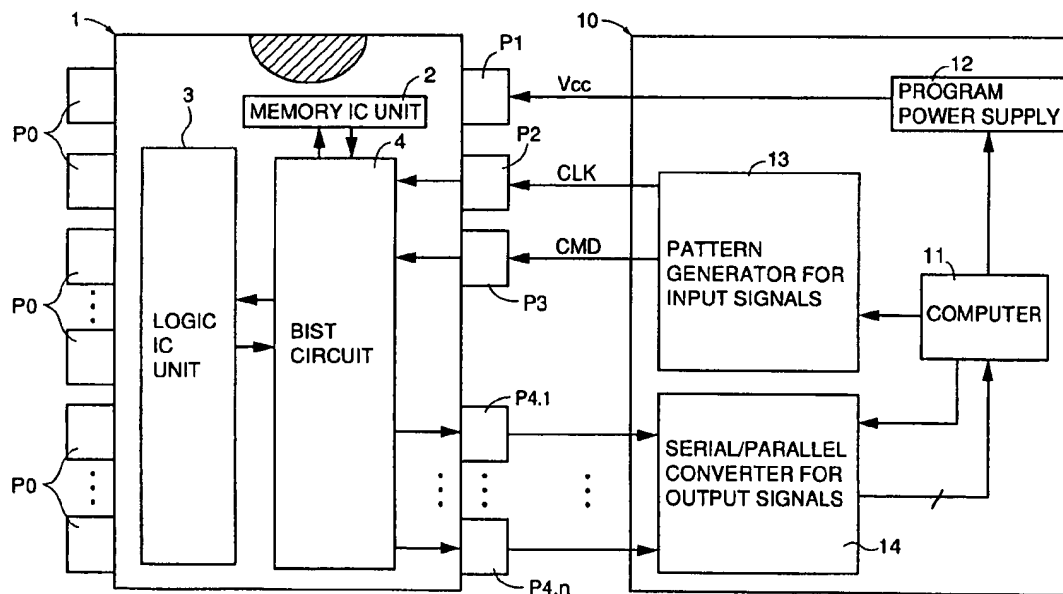 1
10
P1
12
3
2
Vcc
PROGRAM
POWER SUPPLY
MEMORY IC UNIT
P0
4
P2
CLK
13
CMD
PATTERN
GENERATOR FOR
INPUT SIGNALS
11
COMPUTER
P0
P3
LOGIC
IC
UNIT
BIST
CIRCUIT
P4.1
P0
SERIAL/PARALLEL
CONVERTER FOR
OUTPUT SIGNALS
14
P4.n